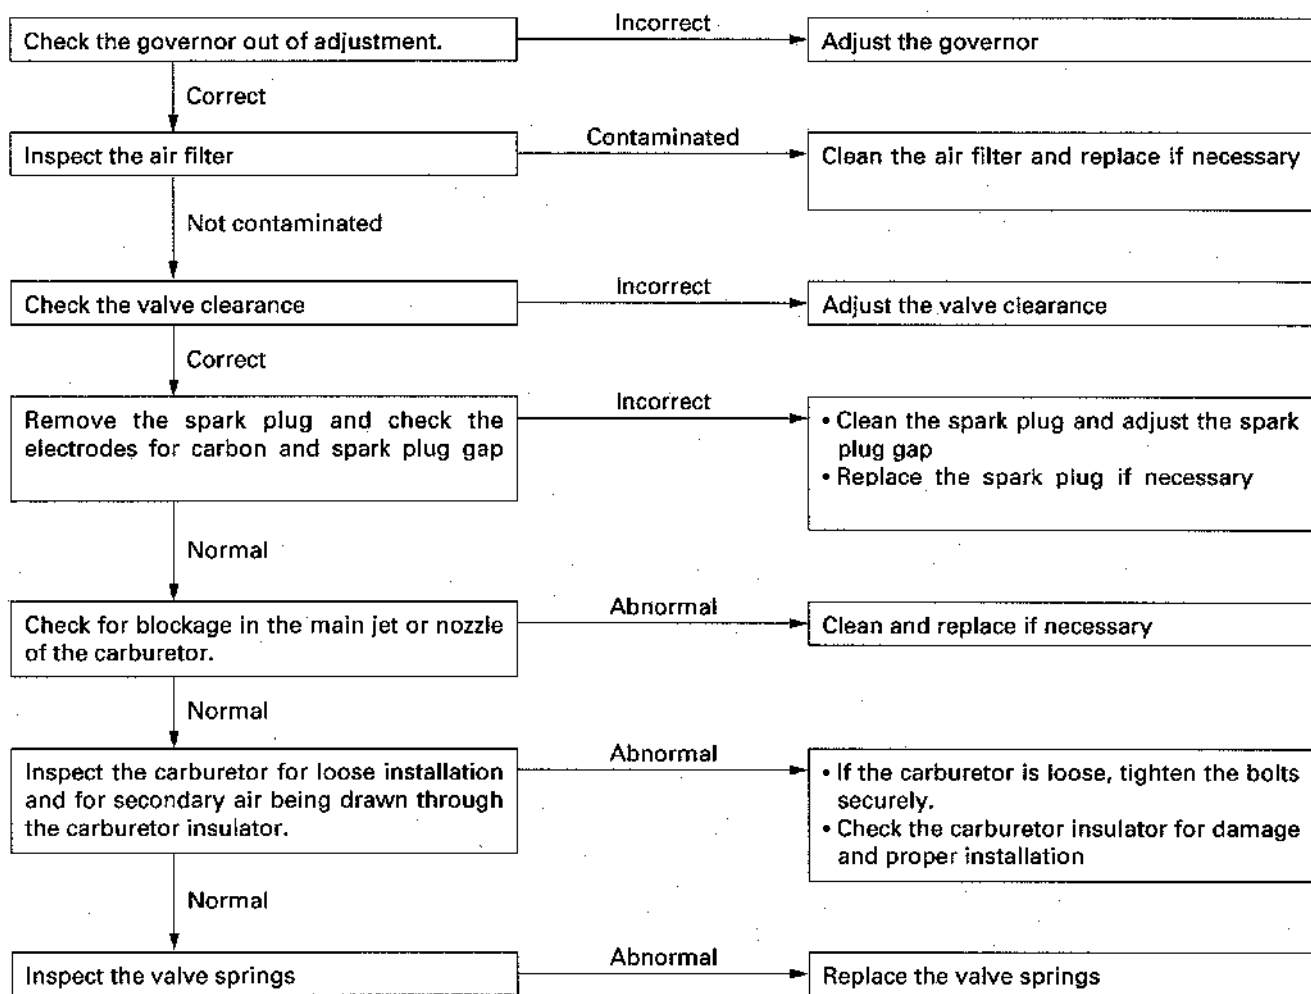 Check the governor out of adjustment.
Incorrect
Adjust the governor
Correct
Inspect the air filter
Contaminated
Clean the air filter and replace if necessary
Not contaminated
Check the valve clearance
Incorrect
Adjust the valve clearance
Correct
Remove the spark plug and check the
electrodes for carbon and spark plug gap
Incorrect
• Clean the spark plug and adjust the spark
plug gap
• Replace the spark plug if necessary
Normal
Check for blockage in the main jet or nozzle
of the carburetor.
Abnormal
Clean and replace if necessary
Normal
Inspect the carburetor for loose installation
and for secondary air being drawn through
the carburetor insulator.
Abnormal
• If the carburetor is loose, tighten the bolts
securely.
• Check the carburetor insulator for damage
and proper installation
Normal
Inspect the valve springs
Abnormal
Replace the valve springs